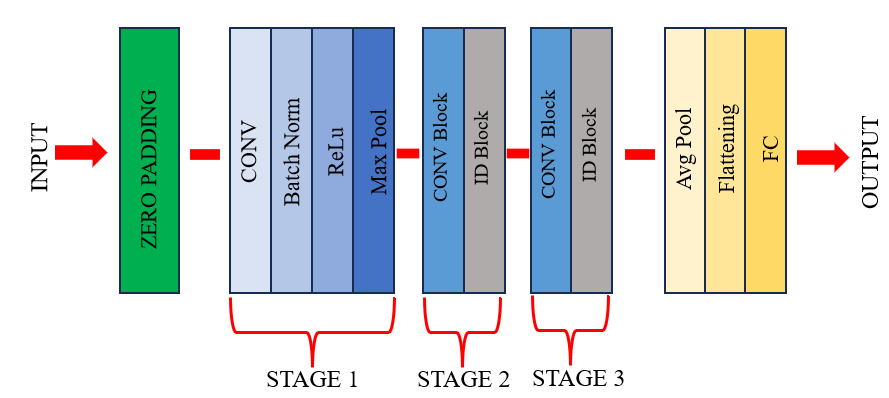 INPUT
ZERO PADDING
CONV
Batch Norm
ReLu
Max Pool
CONV Block
ID Block
CONV Block
ID Block
Avg Pool
Flattening
FC
OUTPUT
STAGE 1
STAGE 2
STAGE 3